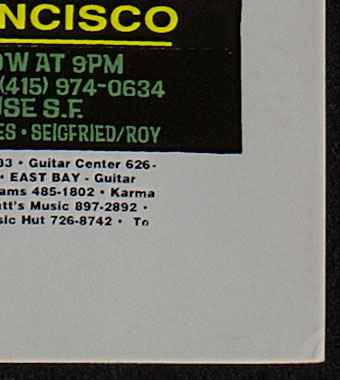 NCISCO
OW AT 9PM
(415) 974-0634
USE S.F.
ES • SEIGFRIED/ROY
33 • Guitar Center 626-
• EAST BAY - Guitar
ams 485-1802 • Karma
tt's Music 897-2892 •
sic Hut 726-8742 • To